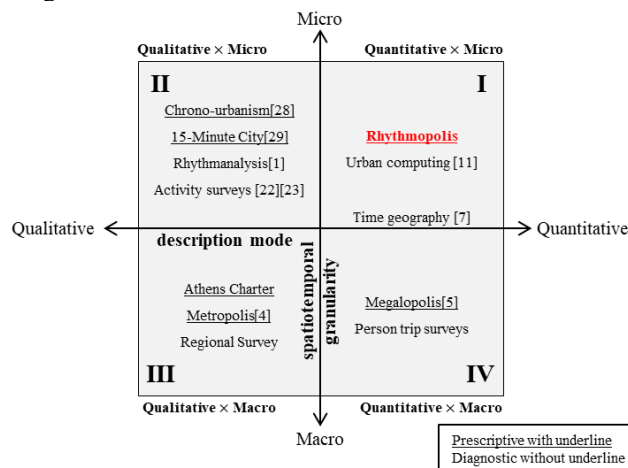 Micro
Qualitative × Micro
Quantitative × Micro
II
I
Chrono-urbanism[28]
15-Minute City[29]
Rhythmanalysis[1]
Activity surveys [22][23]
Rhythmopolis
Urban computing [11]
Time geography [7]
Qualitative
Quantitative
description mode
spatiotemporal
granularity
Athens Charter
Metropolis[4]
Regional Survey
Megalopolis[5]
Person trip surveys
III
IV
Qualitative × Macro
Quantitative × Macro
Macro
Prescriptive with underline
Diagnostic without underline